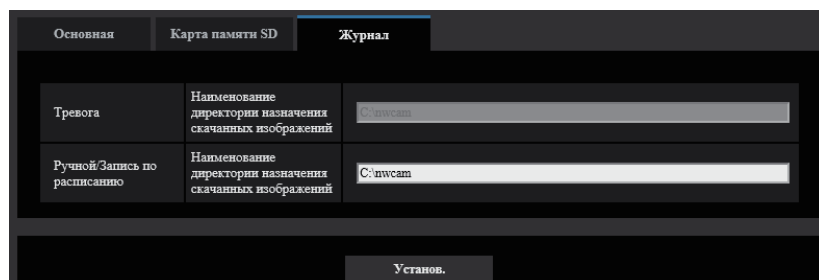 Основная
Карта памяти SD
Журнал
Тревога
Наименование
директории назначения
скачанных изображений
C:\nwcam
Ручной/Запись по
расписанию
Наименование
директории назначения
скачанных изображений
C:\nwcam
Установ.